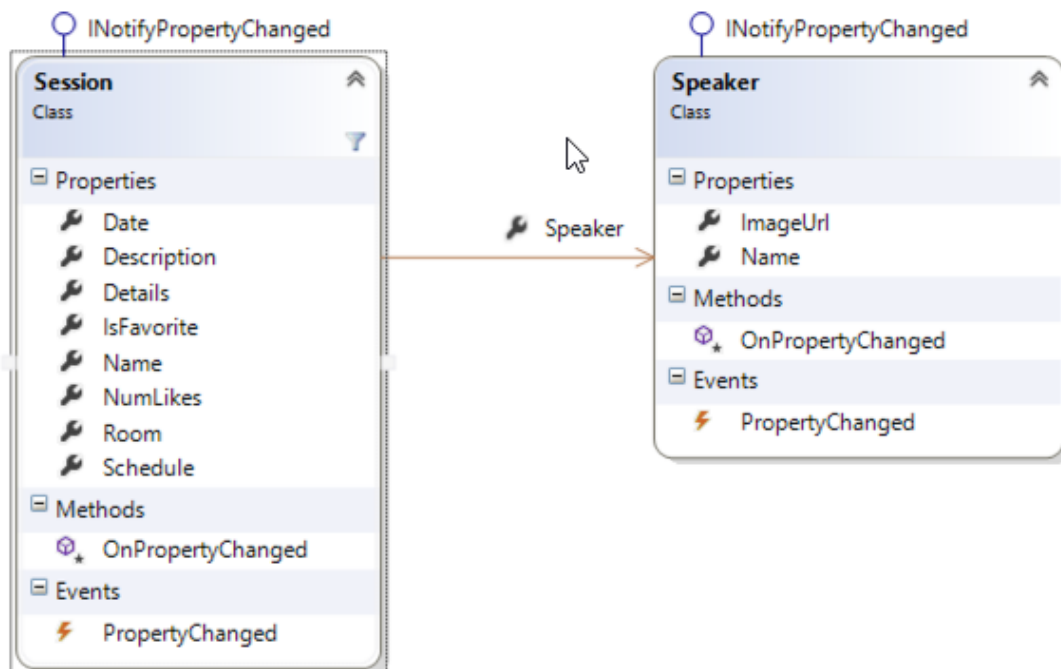 INotifyPropertyChanged
Session
Class
Properties
Date
Description
Details
IsFavorite
Name
NumLikes
Room
Schedule
Methods
OnPropertyChanged
Events
PropertyChanged
Speaker
INotifyPropertyChanged
Speaker
Class
Properties
ImageUrl
Name
Methods
OnPropertyChanged
Events
PropertyChanged